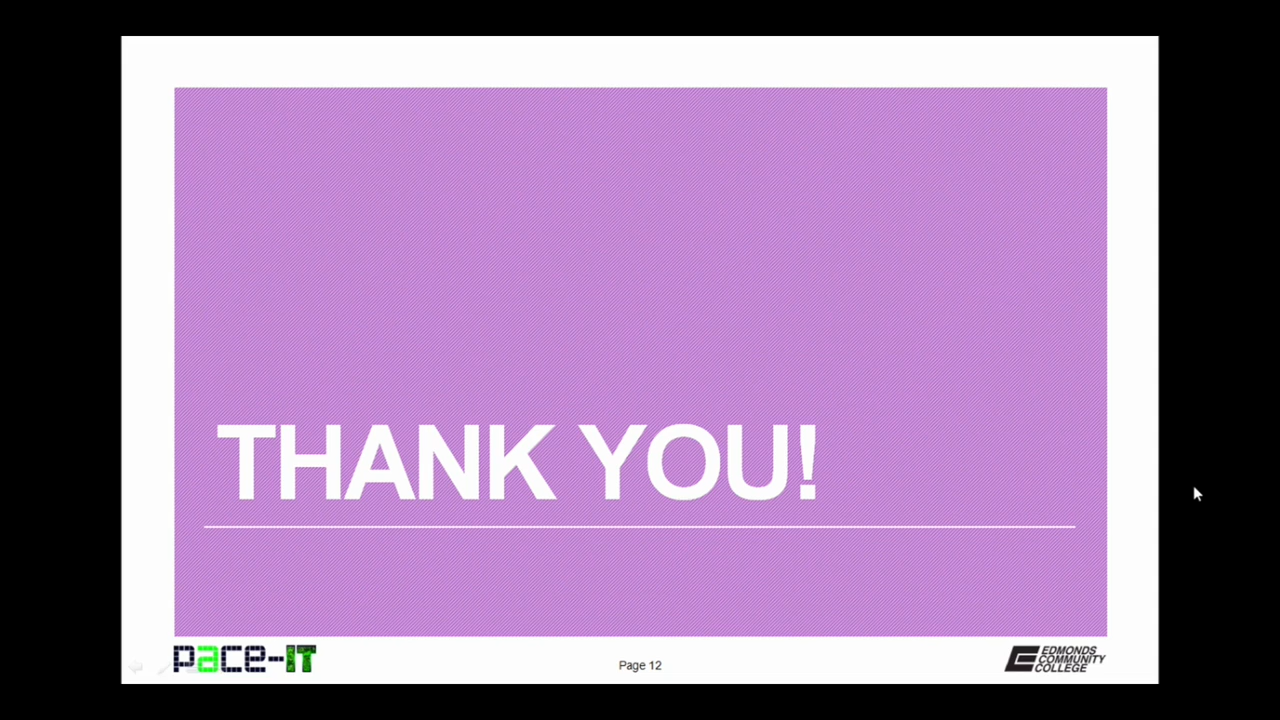 THANK YOU!
pace-IT
Page 12
EDMONDS
COMMUNITY
COLLEGE